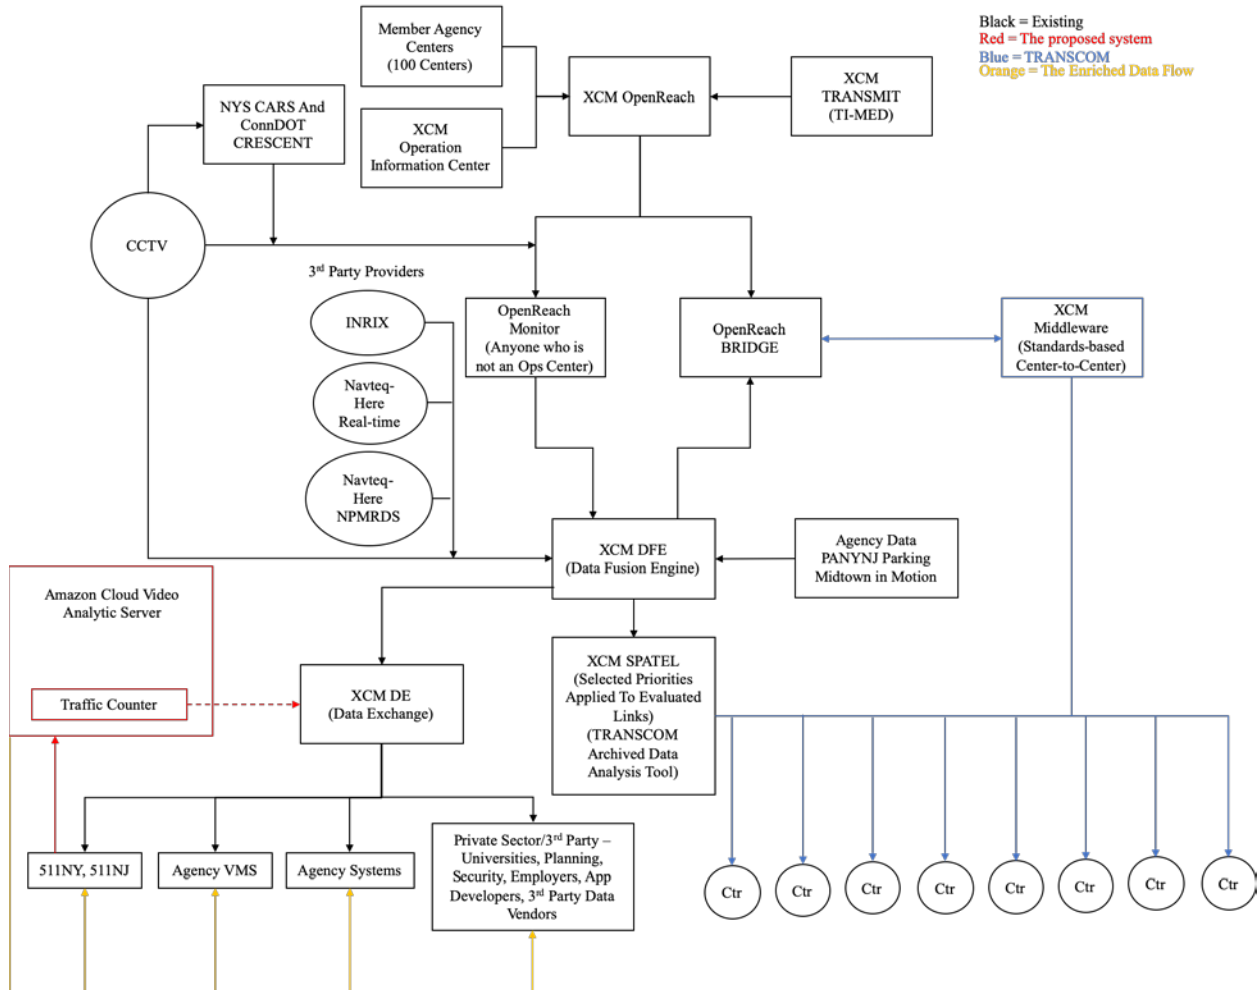 Black = Existing
Red = The proposed system
Blue = TRANSCOM
Orange = The Enriched Data Flow
Member Agency
Centers
(100 Centers)
XCM OpenReach
XCM
TRANSMIT
(TI-MED)
NYS CARS And
ConnDOT
CRESCENT
XCM
Operation
Information Center
CCTV
3rd Party Providers
INRIX
Navteq-
Here
Real-time
Navteq-
Here
NPMRDS
OpenReach
Monitor
(Anyone who is
not an Ops Center)
OpenReach
BRIDGE
XCM
Middleware
(Standards-based
Center-to-Center)
XCM DFE
(Data Fusion Engine)
Agency Data
PANYNJ Parking
Midtown in Motion
Amazon Cloud Video
Analytic Server
Traffic Counter
XCM DE
(Data Exchange)
XCM SPATEL
(Selected Priorities
Applied To Evaluated
Links)
(TRANSCOM
Archived Data
Analysis Tool)
511NY, 511NJ
Agency VMS
Agency Systems
Private Sector/3rd Party –
Universities, Planning,
Security, Employers, App
Developers, 3rd Party Data
Vendors
Ctr
Ctr
Ctr
Ctr
Ctr
Ctr
Ctr
Ctr